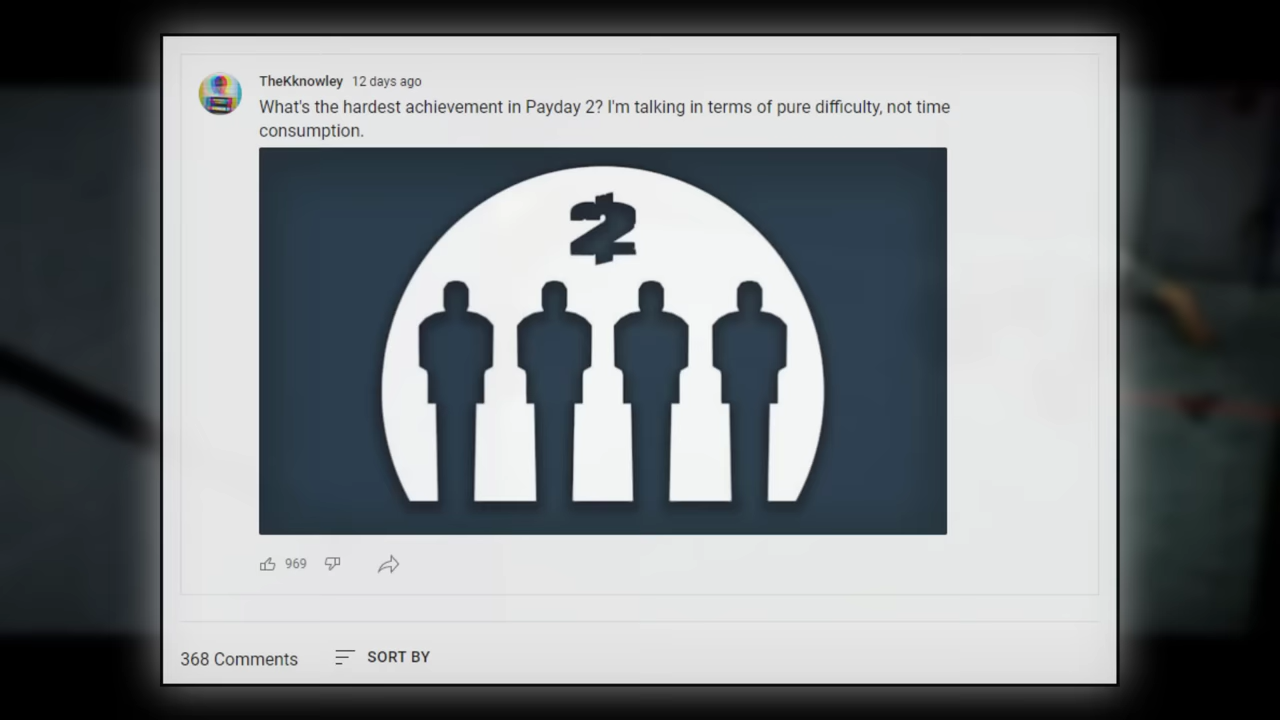 TheKknowley 12 days ago
What's the hardest achievement in Payday 2? I'm talking in terms of pure difficulty, not time
consumption.
2
969
368 Comments SORT BY